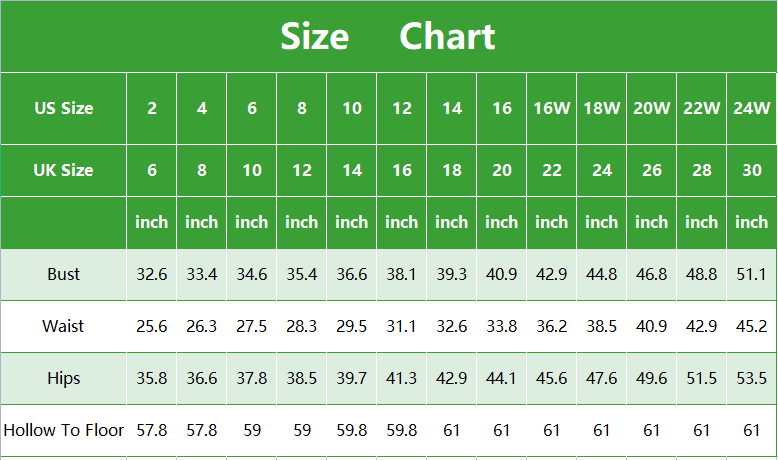 Size Chart
US Size 2 4 6 8 10 12 14 16 16W 18W 20W 22W 24W
UK Size 6 8 10 12 14 16 18 20 22 24 26 28 30
inch inch inch inch inch inch inch inch inch inch inch inch inch
Bust 32.6 33.4 34.6 35.4 36.6 38.1 39.3 40.9 42.9 44.8 46.8 48.8 51.1
Waist 25.6 26.3 27.5 28.3 29.5 31.1 32.6 33.8 36.2 38.5 40.9 42.9 45.2
Hips 35.8 36.6 37.8 38.5 39.7 41.3 42.9 44.1 45.6 47.6 49.6 51.5 53.5
Hollow To Floor 57.8 57.8 59 59 59.8 59.8 61 61 61 61 61 61 61